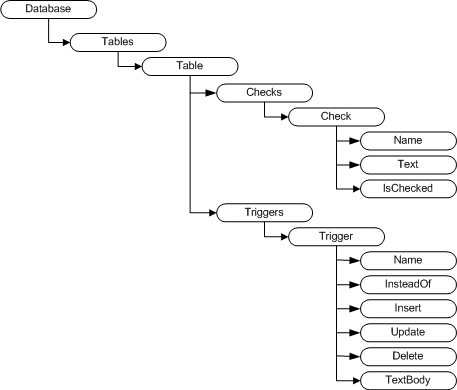 Database
Tables
Table
Checks
Check
Name
Text
IsChecked
Triggers
Trigger
Name
InsteadOf
Insert
Update
Delete
TextBody